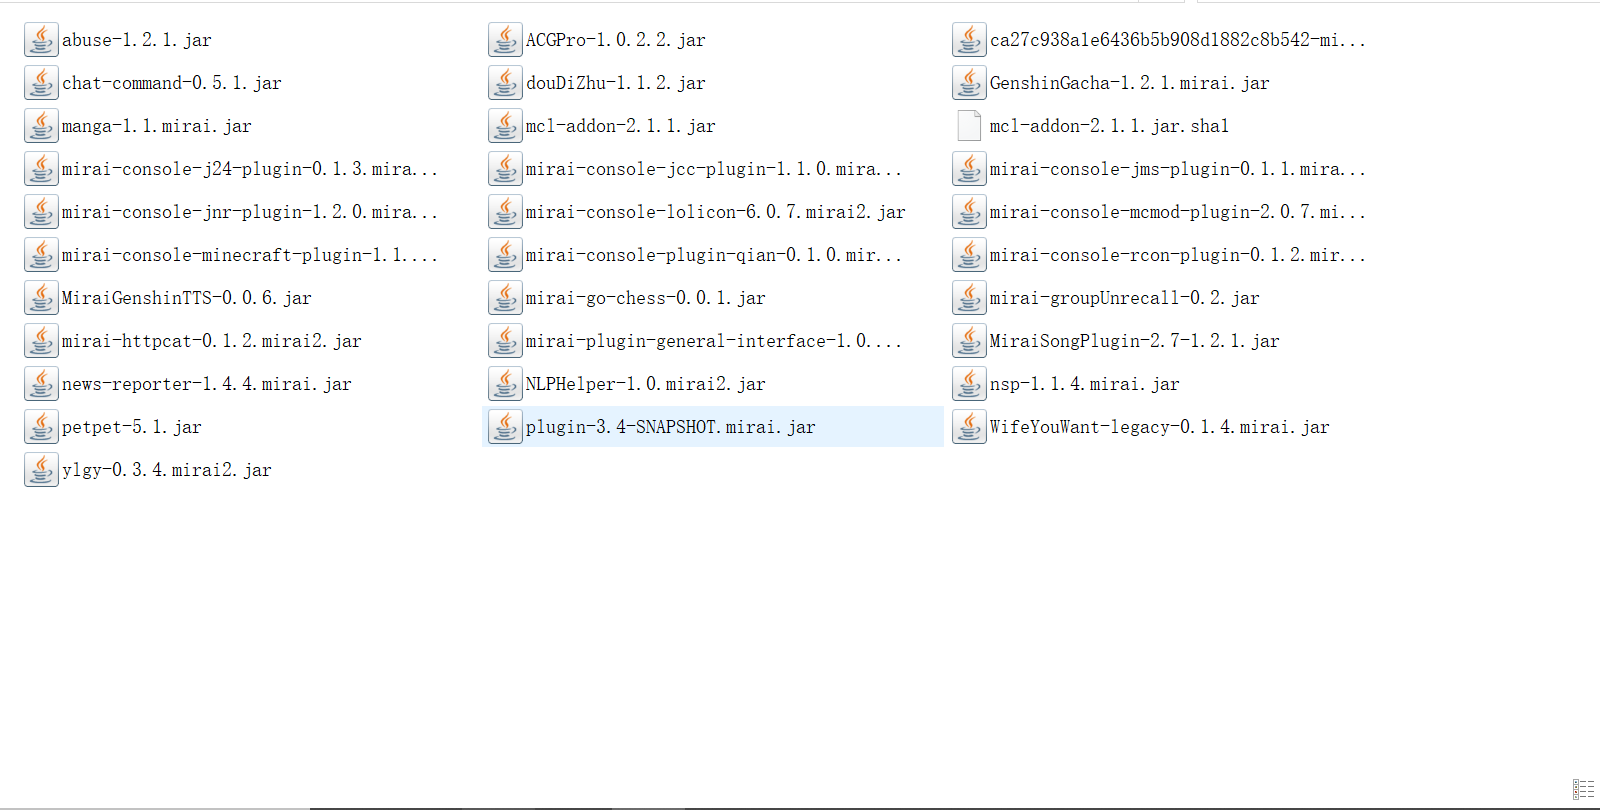 abuse-1.2.1.jar
ACGPro-1.0.2.2.jar
ca27c938a1e6436b5b908d1882c8b542-mi...
chat-command-0.5.1.jar
douDiZhu-1.1.2.jar
GenshinGacha-1.2.1.mirai.jar
manga-1.1.mirai.jar
mcl-addon-2.1.1.jar
mcl-addon-2.1.1.jar.sha1
mirai-console-j24-plugin-0.1.3.mira...
mirai-console-jcc-plugin-1.1.0.mira...
mirai-console-jms-plugin-0.1.1.mira...
mirai-console-jnr-plugin-1.2.0.mira...
mirai-console-lolicon-6.0.7.mirai2.jar
mirai-console-mcmod-plugin-2.0.7.mi...
mirai-console-minecraft-plugin-1.1....
mirai-console-plugin-qian-0.1.0.mir...
mirai-console-rcon-plugin-0.1.2.mir...
MiraiGenshinTTS-0.0.6.jar
mirai-go-chess-0.0.1.jar
mirai-groupUnrecall-0.2.jar
mirai-httpcat-0.1.2.mirai2.jar
mirai-plugin-general-interface-1.0....
MiraiSongPlugin-2.7-1.2.1.jar
news-reporter-1.4.4.mirai.jar
NLPHelper-1.0.mirai2.jar
nsp-1.1.4.mirai.jar
petpet-5.1.jar
plugin-3.4-SNAPSHOT.mirai.jar
WifeYouWant-legacy-0.1.4.mirai.jar
ylgy-0.3.4.mirai2.jar